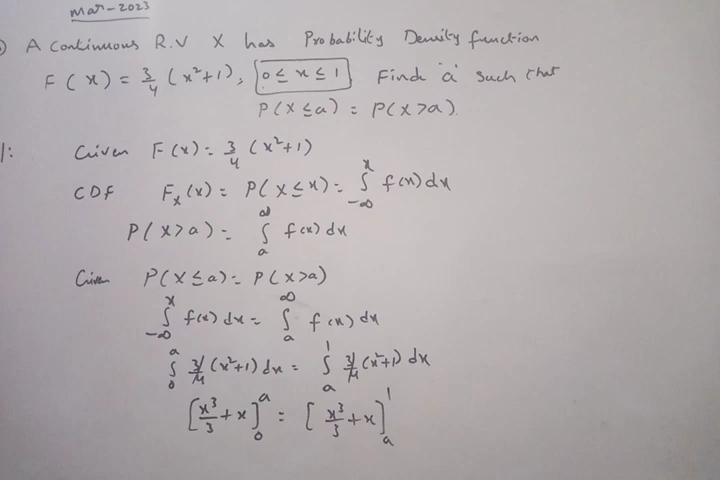 mar-2023
) A Continuous R.V X has Probability Density function
F(x) = 3/4 (x²+1), 0 ≤ x ≤ 1 Find 'a' such that
P(X ≤ a) = P(X > a).
1: Given F(x) = 3/4 (x²+1)
CDF F_X(x) = P(X ≤ x) = ∫_{-∞}^{x} f(x) dx
P(X > a) = ∫_{a}^{∞} f(x) dx
Given P(X ≤ a) = P(X > a)
∫_{-∞}^{x} f(x) dx = ∫_{a}^{∞} f(x) dx
∫_{0}^{a} 3/4 (x²+1) dx = ∫_{a}^{1} 3/4 (x²+1) dx
[x³/3 + x]_{0}^{a} = [x³/3 + x]_{a}^{1}